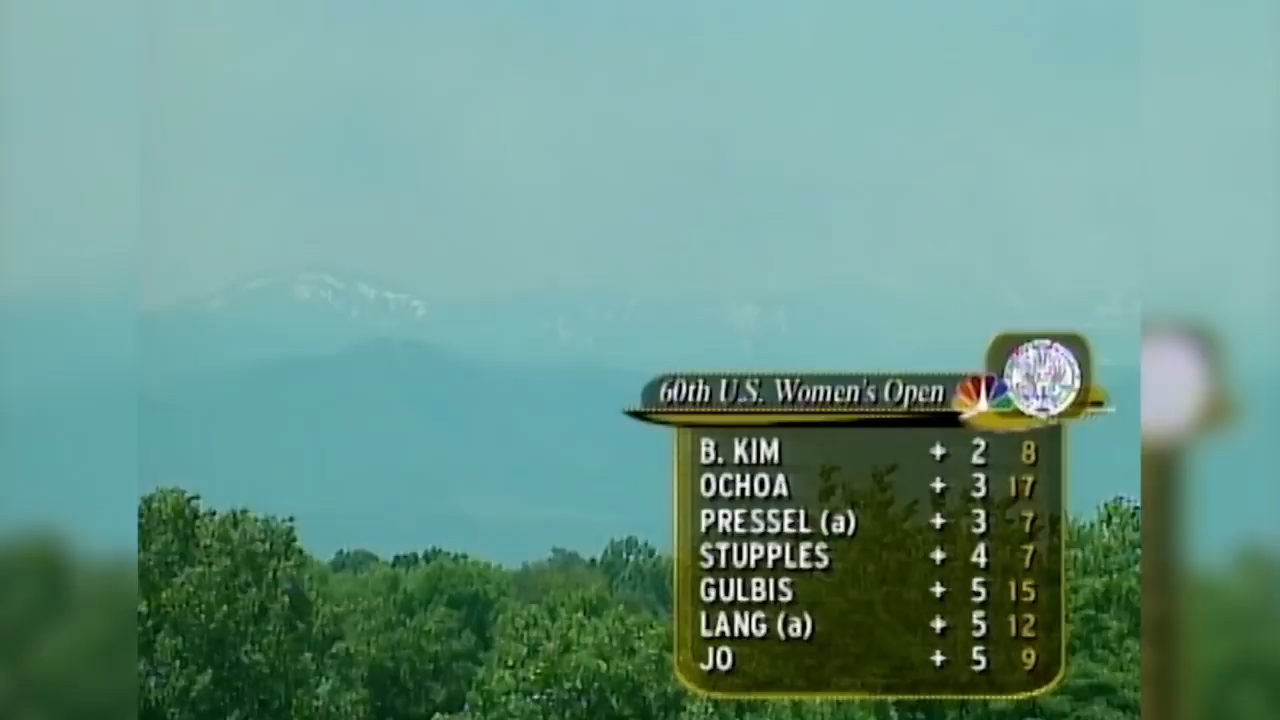 60th U.S. Women's Open
B. KIM + 2 8
OCHOA + 3 17
PRESSEL (a) + 3 7
STUPPLES + 4 7
GULBIS + 5 15
LANG (a) + 5 12
JO + 5 9